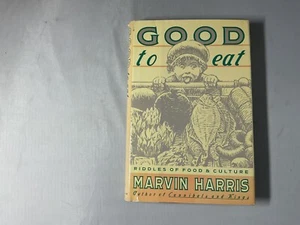 GOOD
to eat
RIDDLES OF FOOD & CULTURE
MARVIN HARRIS
Author of Cannibals and Kings